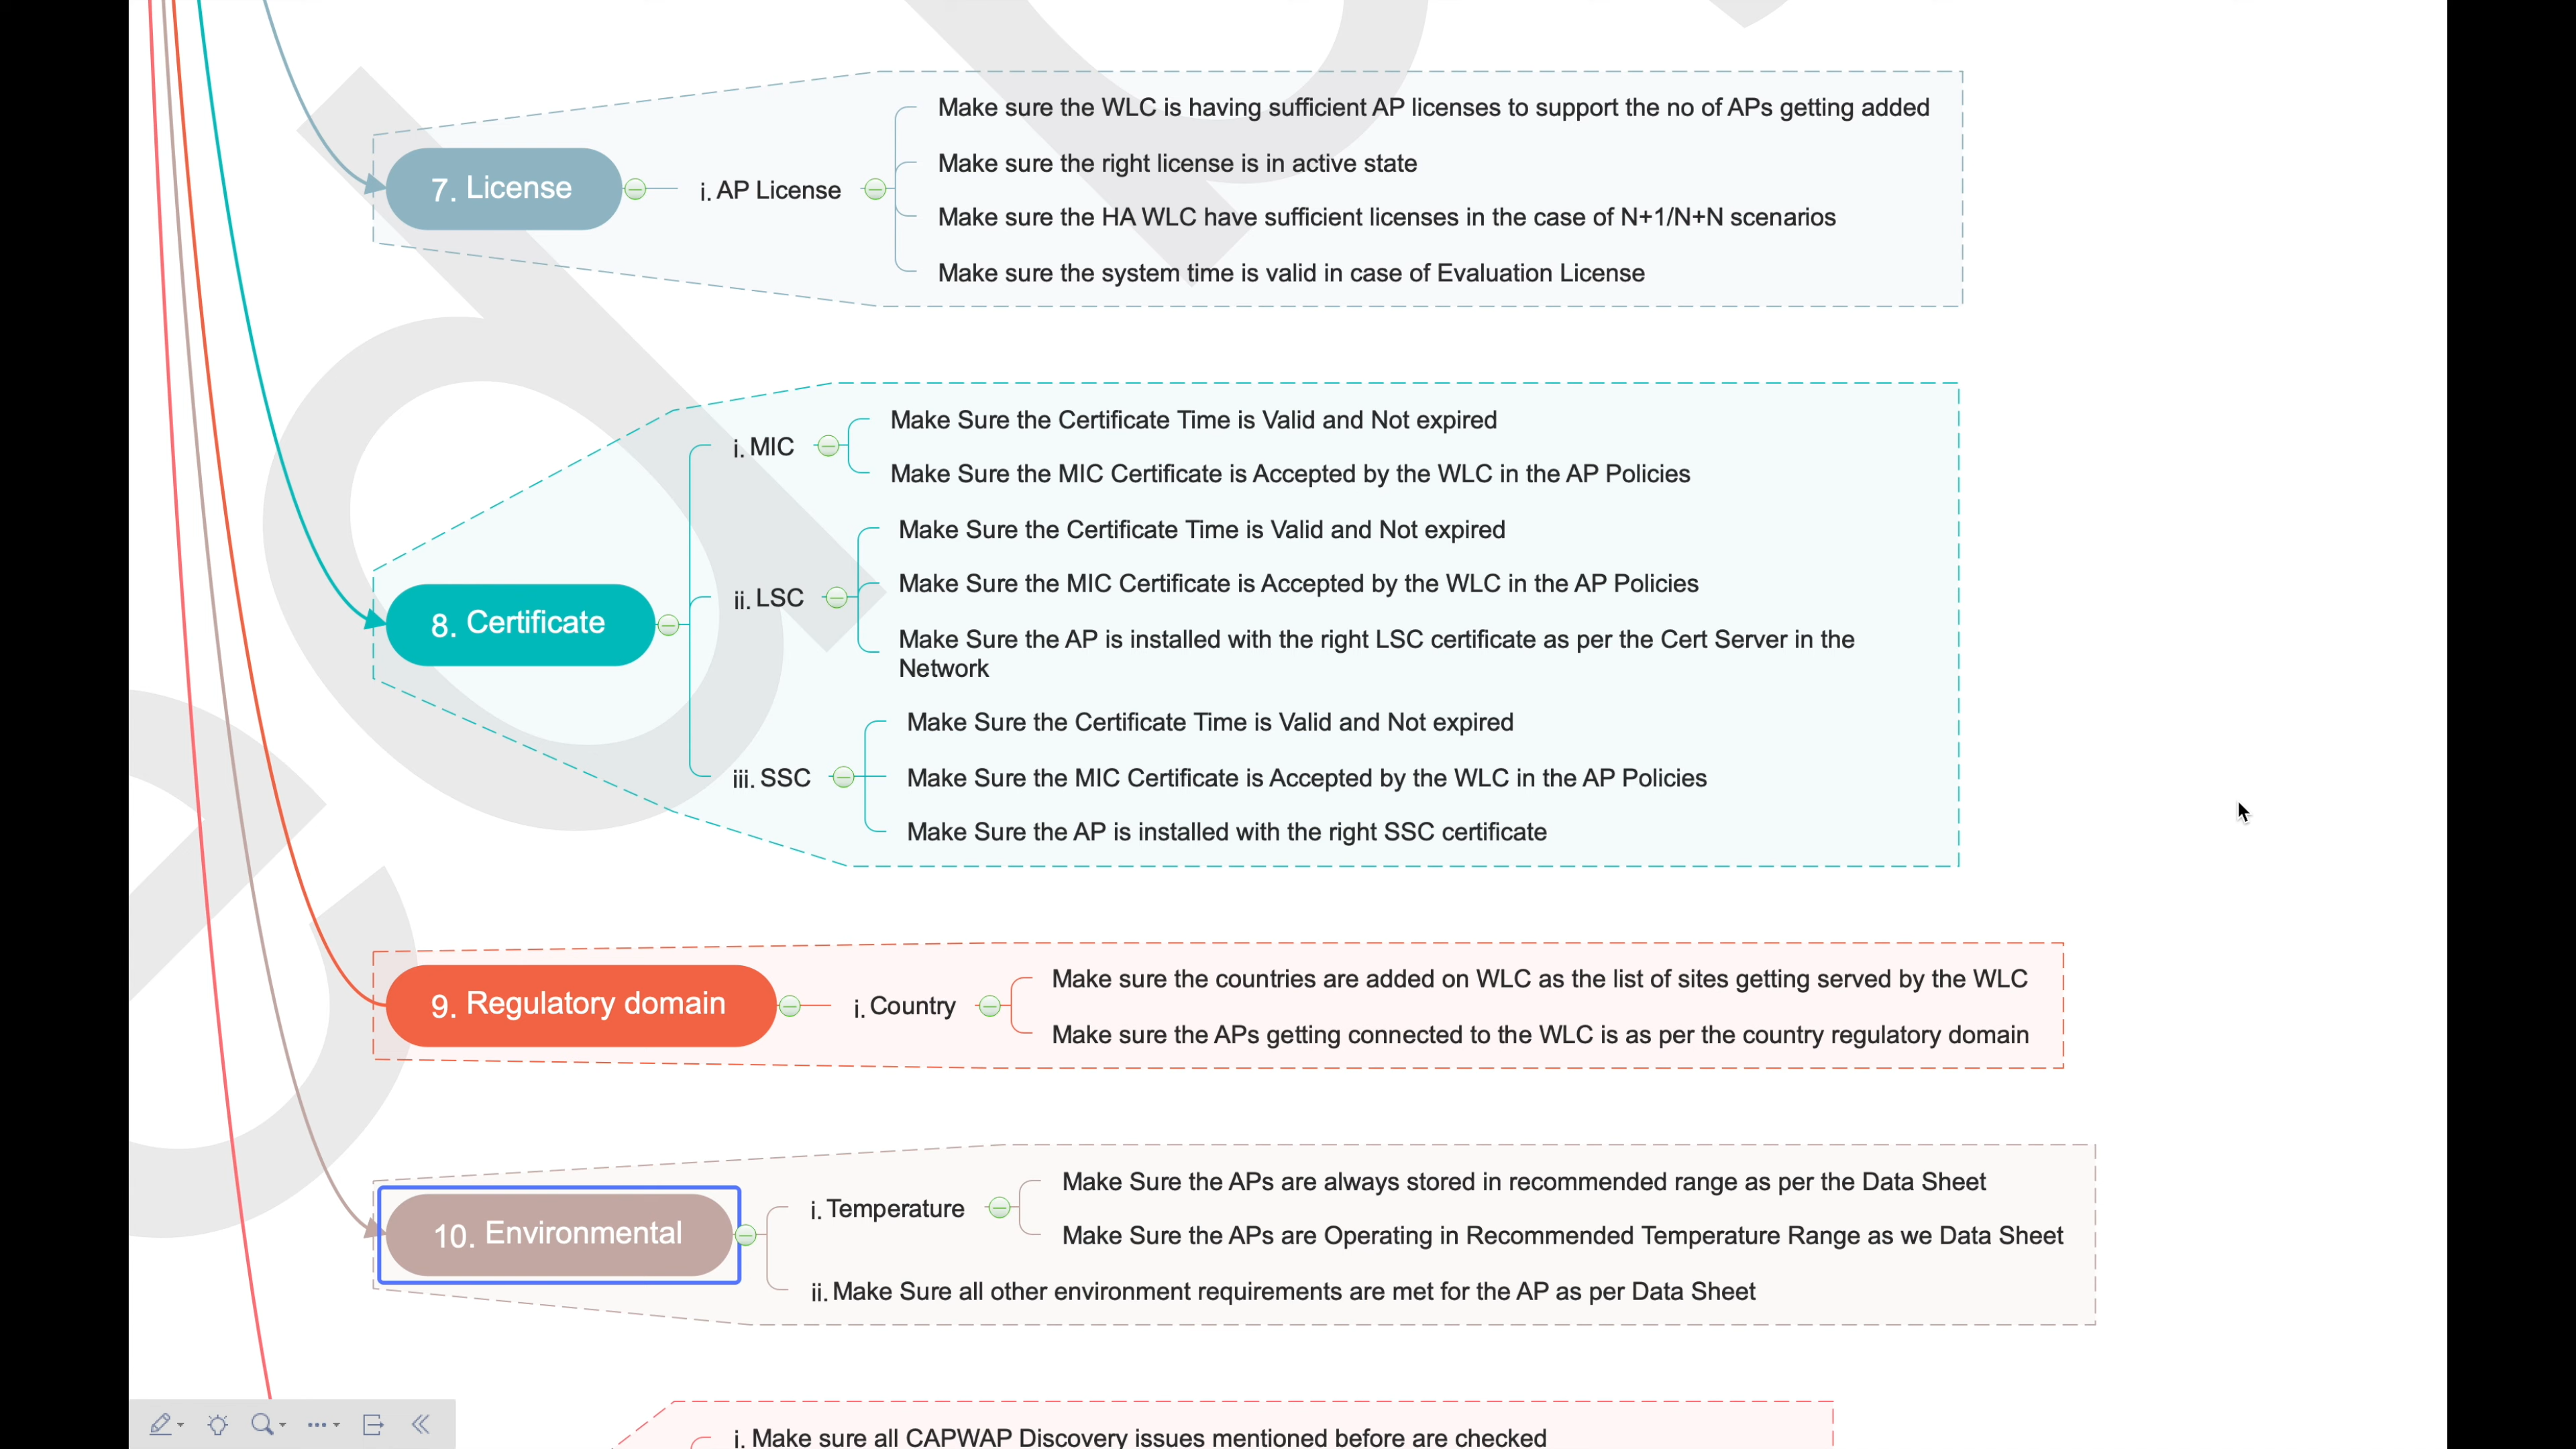 Make sure the WLC is having sufficient AP licenses to support the no of APs getting added
Make sure the right license is in active state
7. License
i. AP License
Make sure the HA WLC have sufficient licenses in the case of N+1/N+N scenarios
Make sure the system time is valid in case of Evaluation License
Make Sure the Certificate Time is Valid and Not expired
i. MIC
Make Sure the MIC Certificate is Accepted by the WLC in the AP Policies
Make Sure the Certificate Time is Valid and Not expired
ii. LSC
Make Sure the MIC Certificate is Accepted by the WLC in the AP Policies
8. Certificate
Make Sure the AP is installed with the right LSC certificate as per the Cert Server in the
Network
Make Sure the Certificate Time is Valid and Not expired
iii. SSC
Make Sure the MIC Certificate is Accepted by the WLC in the AP Policies
Make Sure the AP is installed with the right SSC certificate
Make sure the countries are added on WLC as the list of sites getting served by the WLC
9. Regulatory domain
i. Country
Make sure the APs getting connected to the WLC is as per the country regulatory domain
Make Sure the APs are always stored in recommended range as per the Data Sheet
i. Temperature
10. Environmental
Make Sure the APs are Operating in Recommended Temperature Range as we Data Sheet
ii. Make Sure all other environment requirements are met for the AP as per Data Sheet
i. Make sure all CAPWAP Discovery issues mentioned before are checked